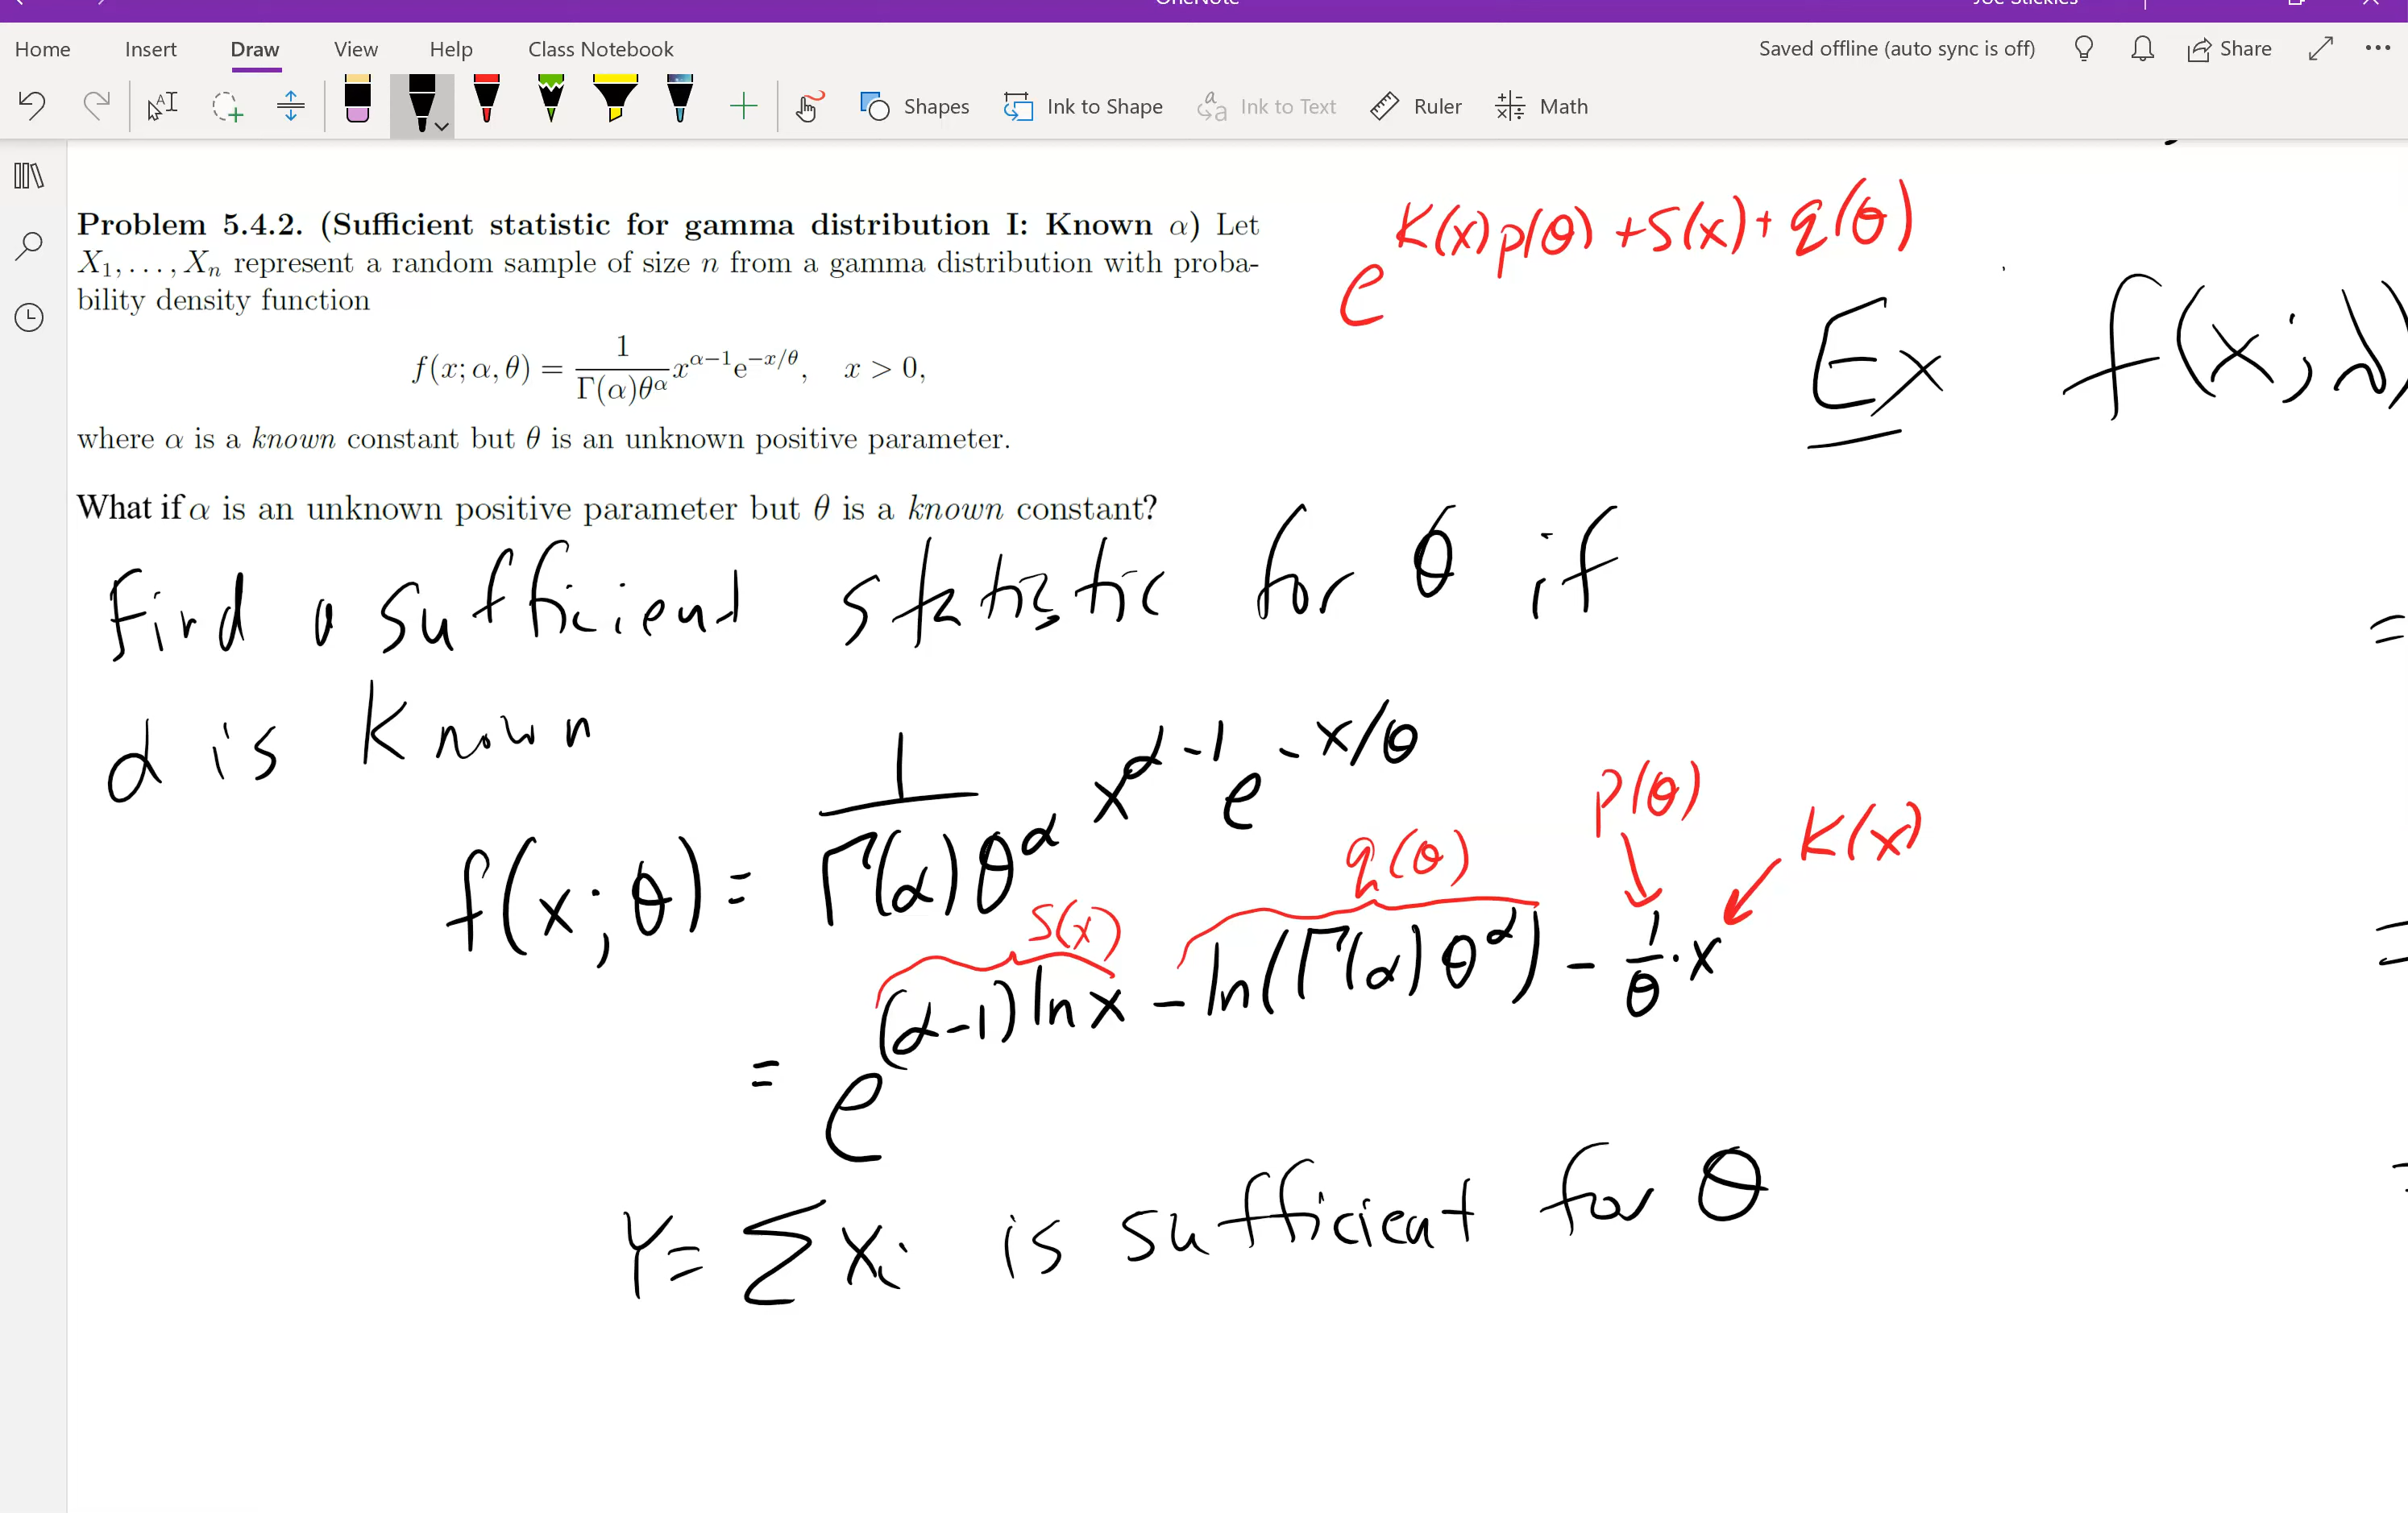 OneNote
Joe Stickles
Home Insert Draw View Help Class Notebook Saved offline (auto sync is off) Share
Shapes Ink to Shape Ink to Text Ruler Math
Problem 5.4.2. (Sufficient statistic for gamma distribution I: Known α) Let
X₁, . . . , Xₙ represent a random sample of size n from a gamma distribution with proba-
bility density function
f(x; α, θ) = 1/(Γ(α)θ^α) x^(α−1) e^(−x/θ), x > 0,
where α is a known constant but θ is an unknown positive parameter.
What if α is an unknown positive parameter but θ is a known constant?
e^(K(x)p(θ) + S(x) + q(θ))
Ex f(x; λ)
Find a sufficient statistic for θ if
α is known
f(x; θ) = 1/(Γ(α)θ^α) x^(α-1) e^(-x/θ)
S(x) q(θ) p(θ) K(x)
= e^((α-1) ln x - ln(Γ(α)θ^α) - 1/θ · x)
Y = Σ Xi is sufficient for θ